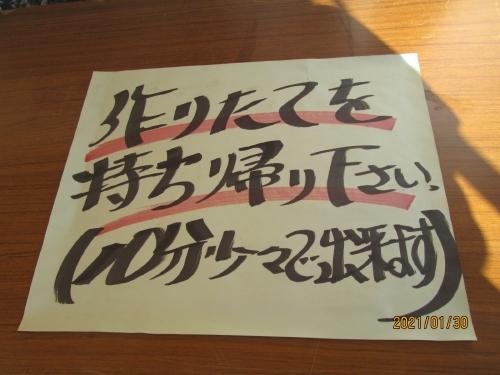 作りたてを
持ち帰り下さい
(10分少々で出来ます)
2021/01/30